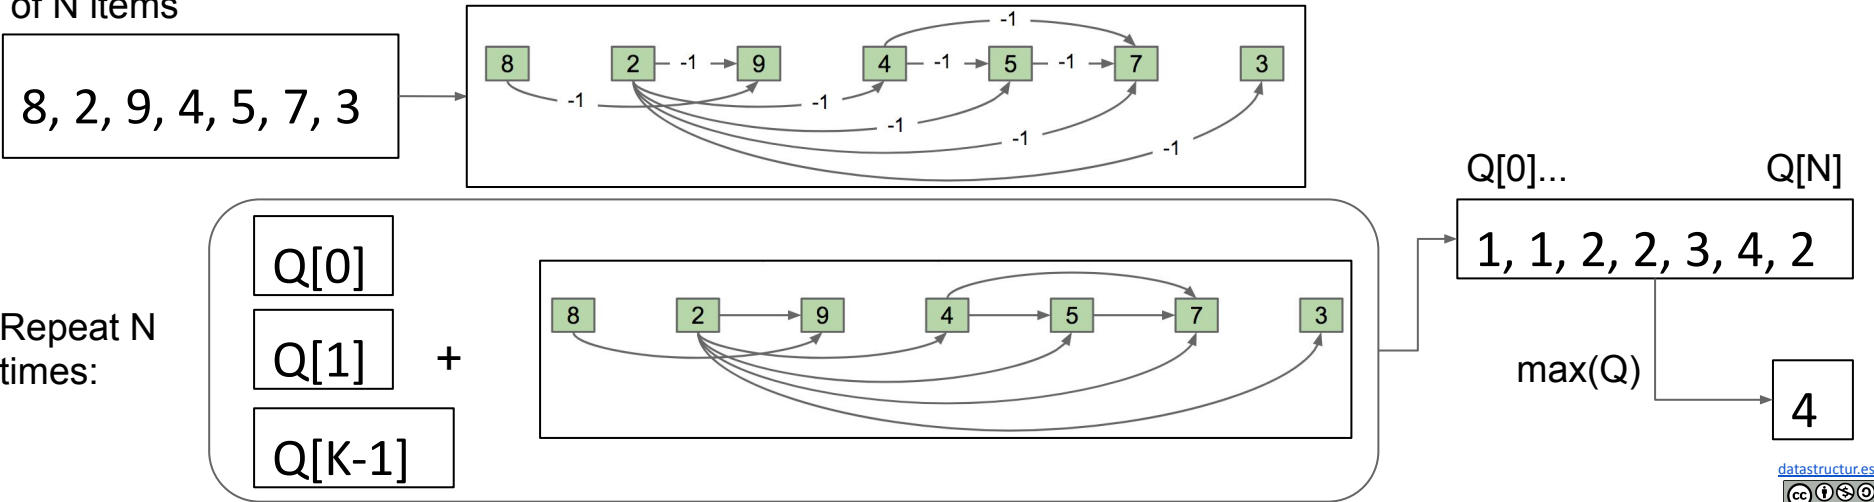 of N items
8, 2, 9, 4, 5, 7, 3
-1
8 2 -1 9 4 -1 5 -1 7 3
-1
-1
-1
-1
-1
Q[0]... Q[N]
1, 1, 2, 2, 3, 4, 2
Repeat N
times:
Q[0]
Q[1]
+
Q[K-1]
8 2 9 4 5 7 3
max(Q)
4
datastructur.es
cc